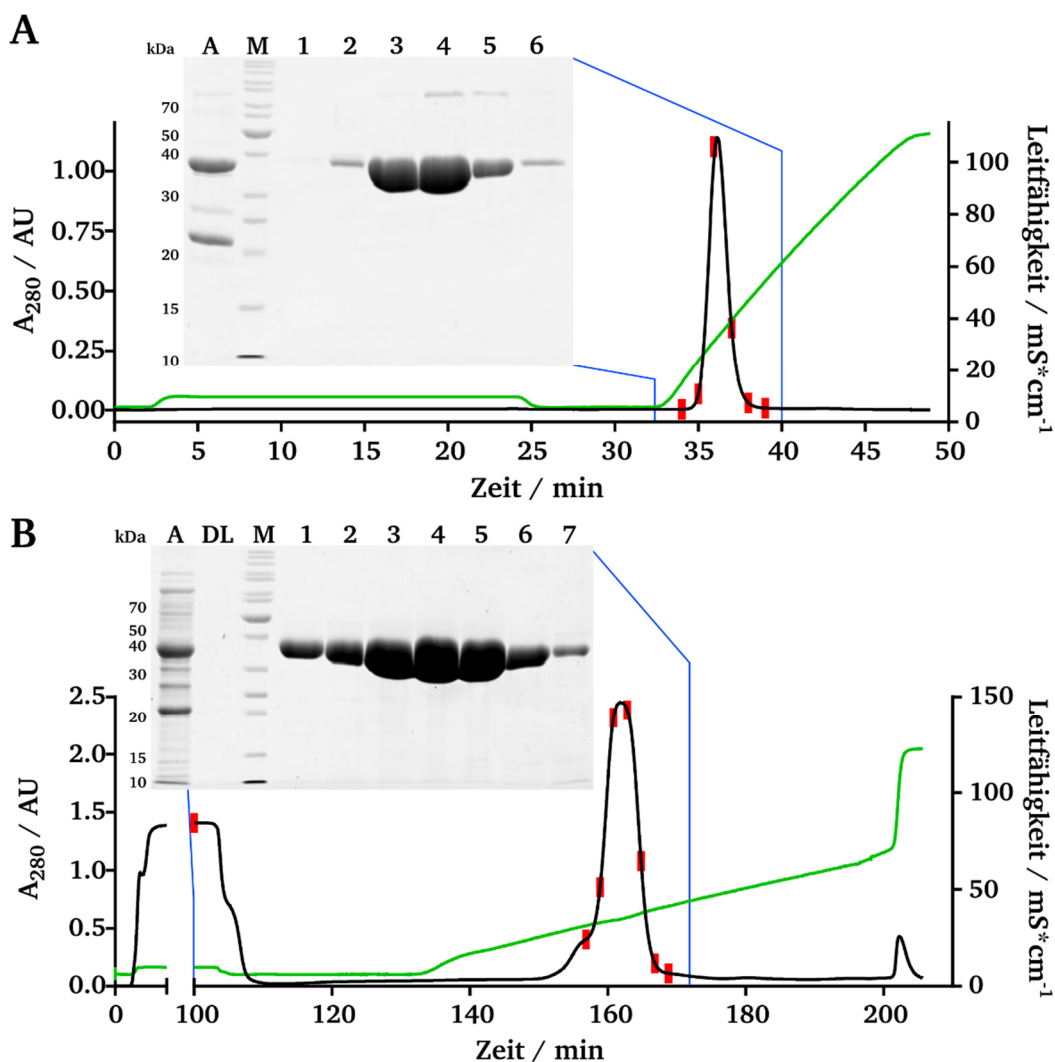 A
kDa A M 1 2 3 4 5 6
70
50
40
30
20
15
10
1.00
0.75
0.50
0.25
0.00
A280 / AU
100
80
60
40
20
0
Leitfähigkeit / mS*cm-1
0 5 10 15 20 25 30 35 40 45 50
Zeit / min
B
kDa A DL M 1 2 3 4 5 6 7
70
50
40
30
20
15
10
2.5
2.0
1.5
1.0
0.5
0.0
A280 / AU
150
100
50
0
Leitfähigkeit / mS*cm-1
0 100 120 140 160 180 200
Zeit / min